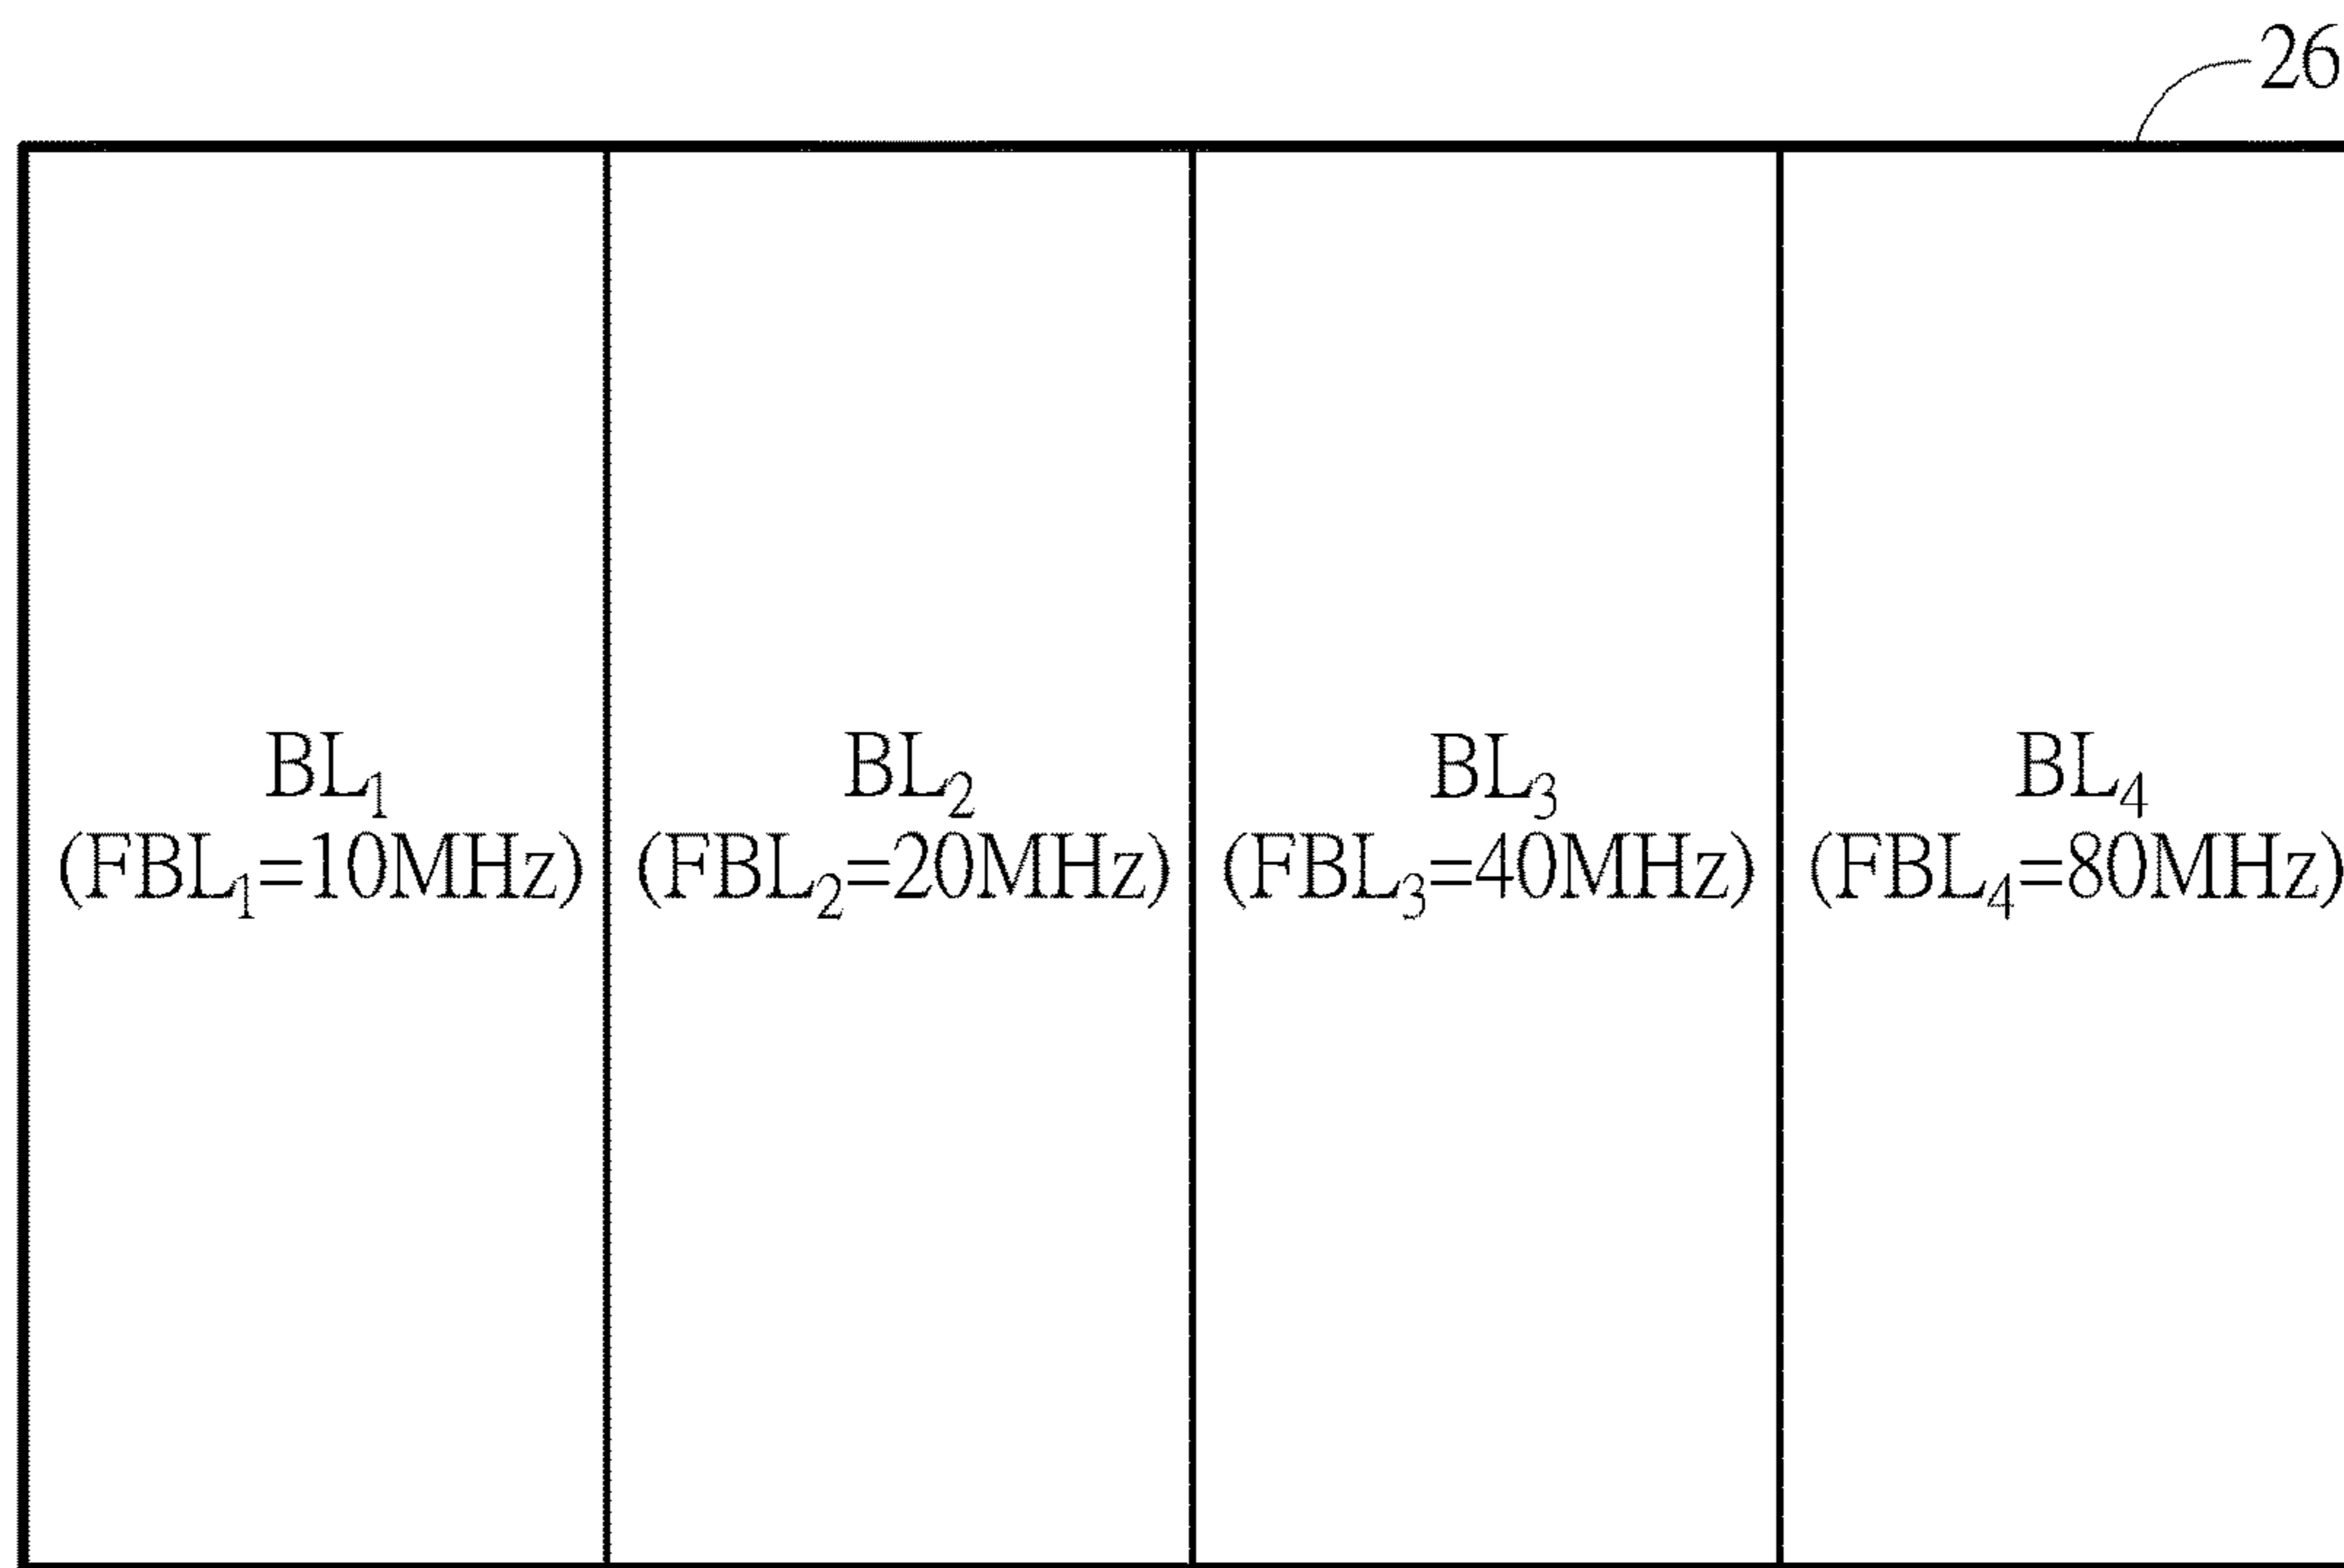 26
BL₁
(FBL₁=10MHz)
BL₂
(FBL₂=20MHz)
BL₃
(FBL₃=40MHz)
BL₄
(FBL₄=80MHz)